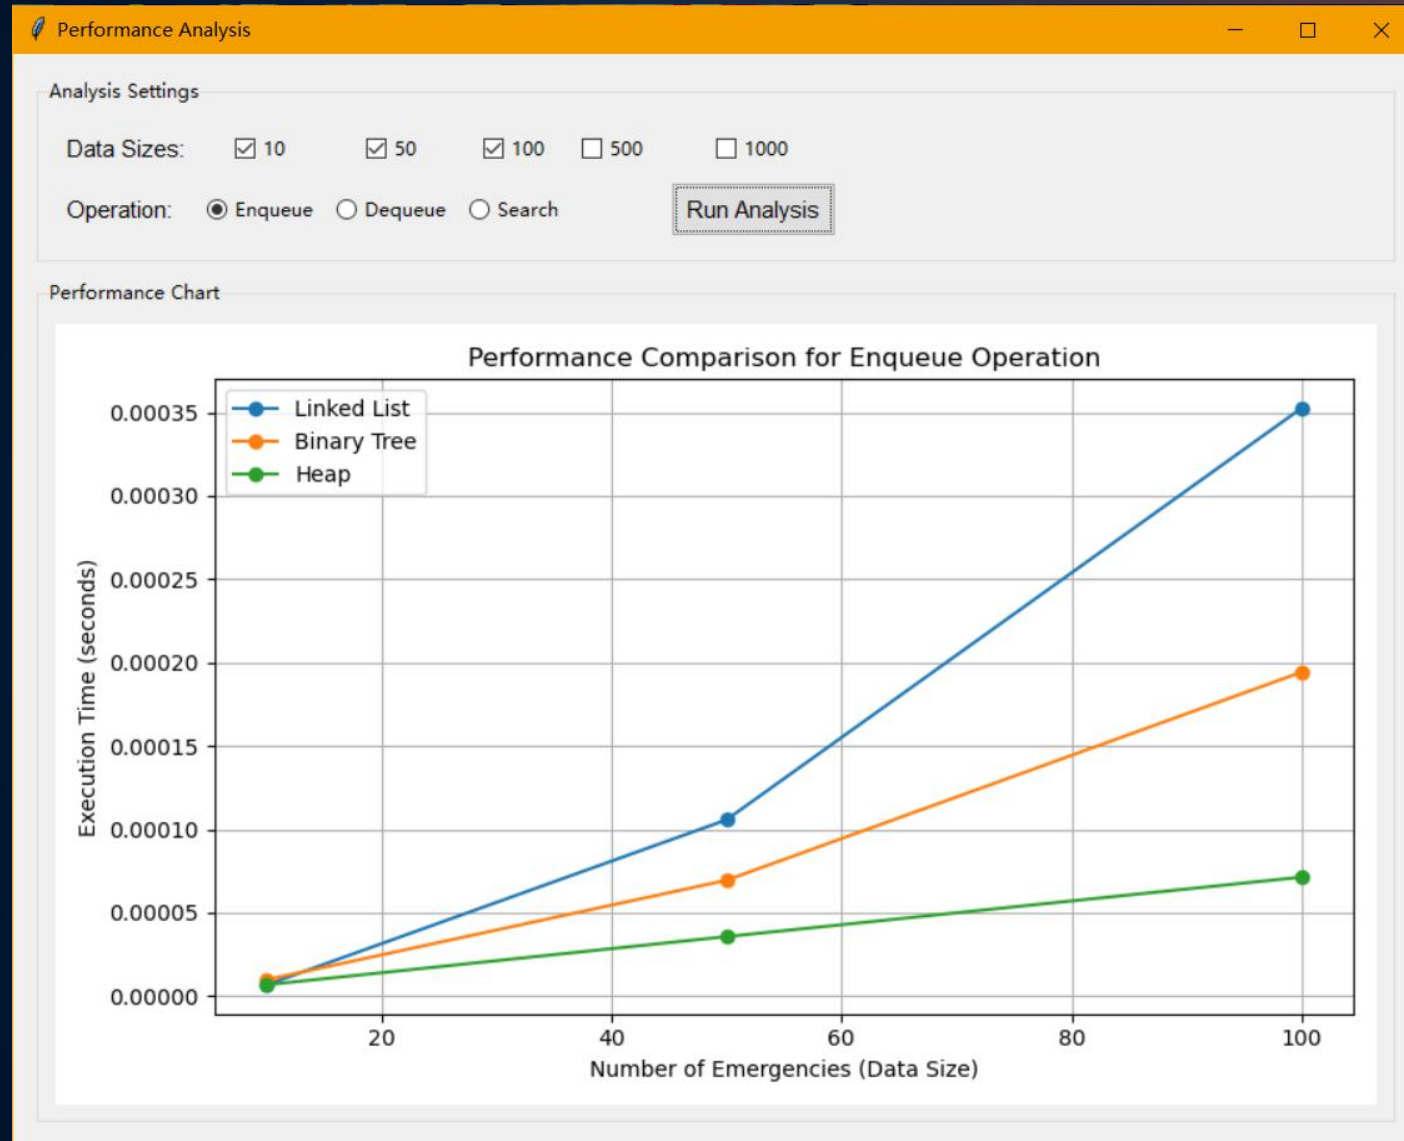 Performance Analysis
Analysis Settings
Data Sizes: 10 50 100 500 1000
Operation: Enqueue Dequeue Search Run Analysis
Performance Chart
Performance Comparison for Enqueue Operation
Linked List
Binary Tree
Heap
0.00035
0.00030
0.00025
0.00020
0.00015
0.00010
0.00005
0.00000
Execution Time (seconds)
20 40 60 80 100
Number of Emergencies (Data Size)